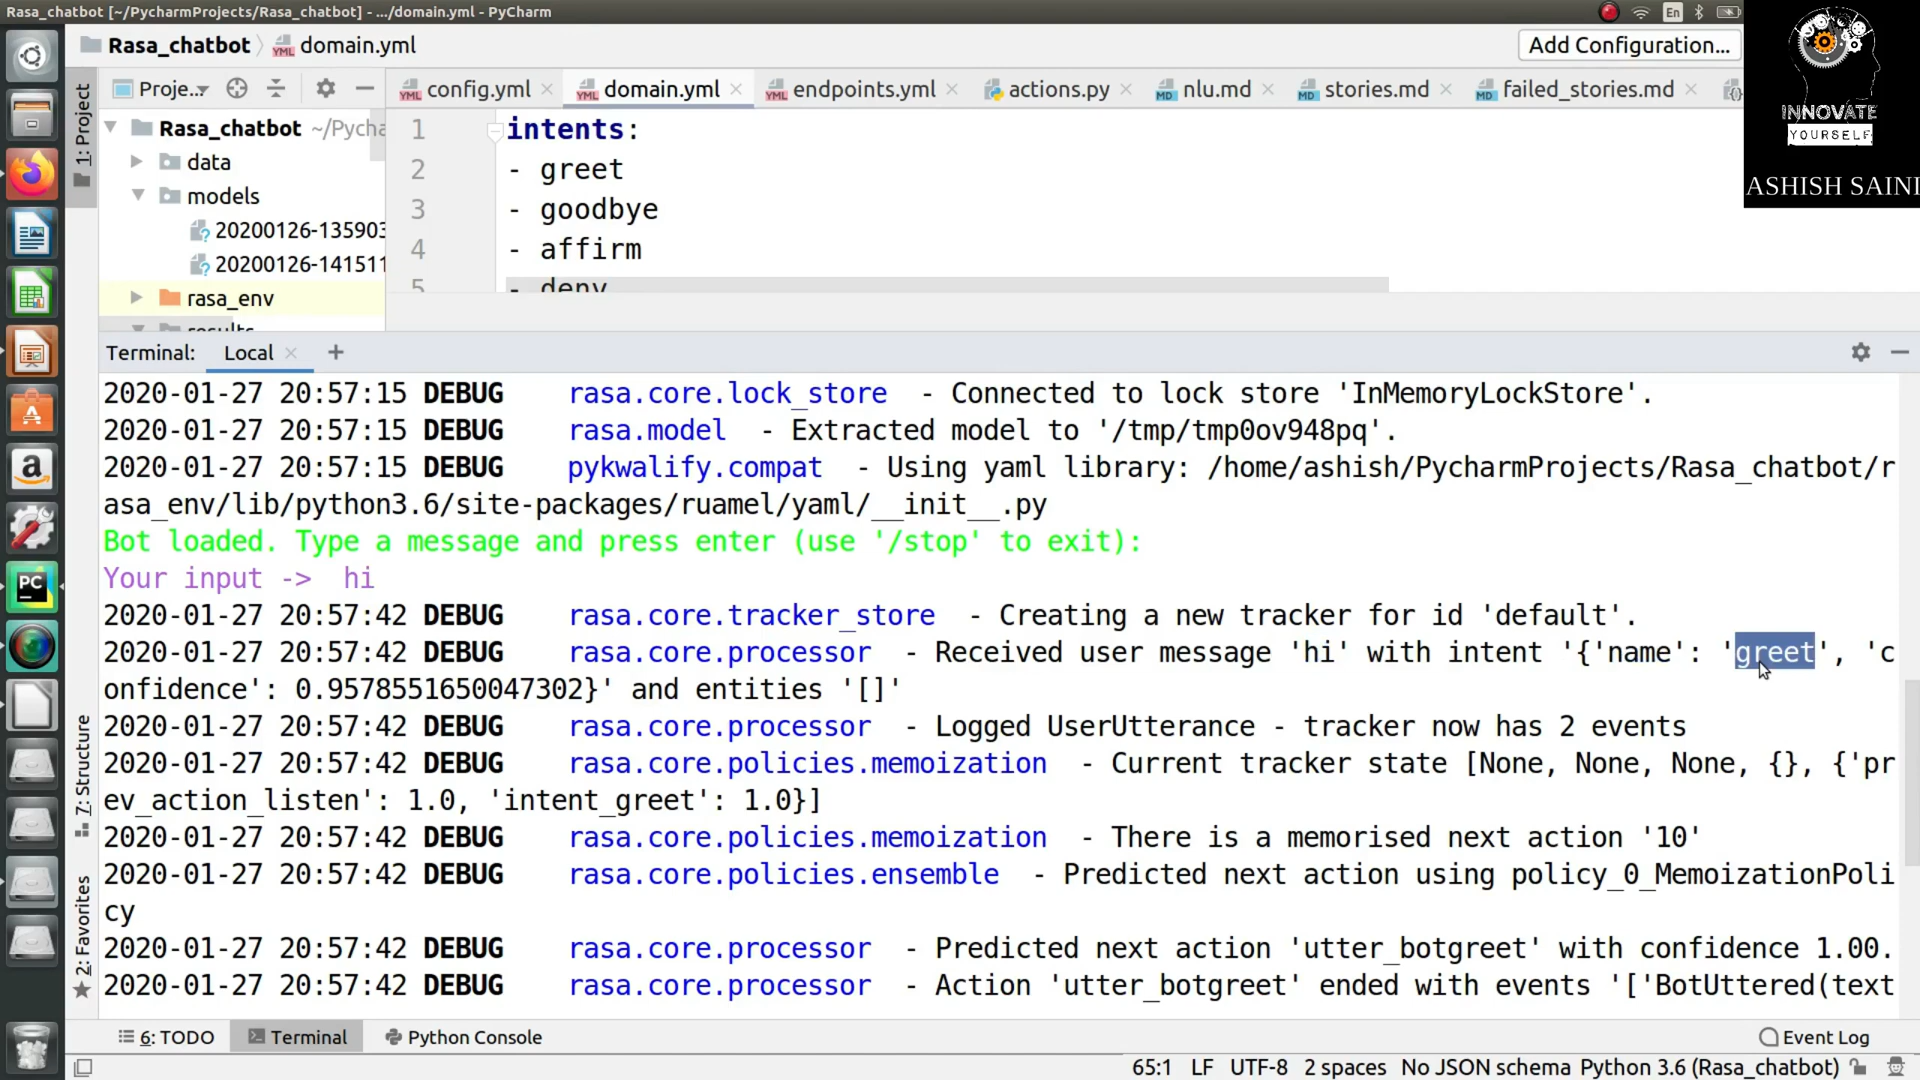 Rasa_chatbot [~/PycharmProjects/Rasa_chatbot] - .../domain.yml - PyCharm
En
Rasa_chatbot
domain.yml
Add Configuration...
INNOVATE
YOURSELF
ASHISH SAINI
1: Project
Proje...
config.yml
domain.yml
endpoints.yml
actions.py
nlu.md
stories.md
failed_stories.md
Rasa_chatbot ~/Pycha
data
models
20200126-135903
20200126-141511
rasa_env
results
1 intents:
2 - greet
3 - goodbye
4 - affirm
5 - deny
Terminal: Local +
2020-01-27 20:57:15 DEBUG rasa.core.lock_store - Connected to lock store 'InMemoryLockStore'.
2020-01-27 20:57:15 DEBUG rasa.model - Extracted model to '/tmp/tmp0ov948pq'.
2020-01-27 20:57:15 DEBUG pykwalify.compat - Using yaml library: /home/ashish/PycharmProjects/Rasa_chatbot/r
asa_env/lib/python3.6/site-packages/ruamel/yaml/__init__.py
Bot loaded. Type a message and press enter (use '/stop' to exit):
Your input -> hi
2020-01-27 20:57:42 DEBUG rasa.core.tracker_store - Creating a new tracker for id 'default'.
2020-01-27 20:57:42 DEBUG rasa.core.processor - Received user message 'hi' with intent '{'name': 'greet', 'c
onfidence': 0.9578551650047302}' and entities '[]'
2020-01-27 20:57:42 DEBUG rasa.core.processor - Logged UserUtterance - tracker now has 2 events
2020-01-27 20:57:42 DEBUG rasa.core.policies.memoization - Current tracker state [None, None, None, {}, {'pr
ev_action_listen': 1.0, 'intent_greet': 1.0}]
2020-01-27 20:57:42 DEBUG rasa.core.policies.memoization - There is a memorised next action '10'
2020-01-27 20:57:42 DEBUG rasa.core.policies.ensemble - Predicted next action using policy_0_MemoizationPoli
cy
2020-01-27 20:57:42 DEBUG rasa.core.processor - Predicted next action 'utter_botgreet' with confidence 1.00.
2020-01-27 20:57:42 DEBUG rasa.core.processor - Action 'utter_botgreet' ended with events '['BotUttered(text
7: Structure
2: Favorites
PC
6: TODO
Terminal
Python Console
Event Log
65:1 LF UTF-8 2 spaces No JSON schema Python 3.6 (Rasa_chatbot)